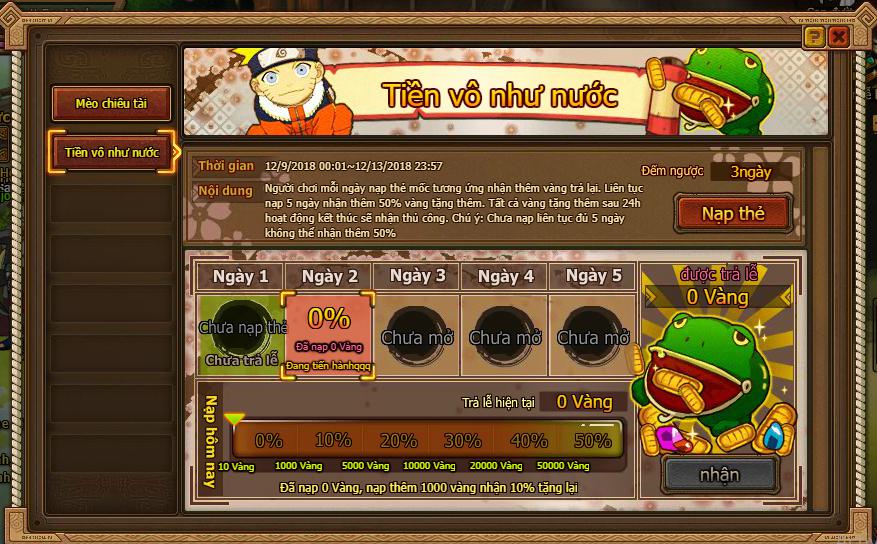 Tiền vô như nước
Mèo chiêu tài
Tiền vô như nước
Thời gian 12/9/2018 00:01~12/13/2018 23:57
Đếm ngược 3ngày
Nội dung Người chơi mỗi ngày nạp thẻ mốc tương ứng nhận thêm vàng trả lại. Liên tục
nạp 5 ngày nhận thêm 50% vàng tặng thêm. Tất cả vàng tặng thêm sau 24h
hoạt động kết thúc sẽ nhận thủ công. Chú ý: Chưa nạp liên tục đủ 5 ngày
không thể nhận thêm 50%
Nạp thẻ
Ngày 1 Ngày 2 Ngày 3 Ngày 4 Ngày 5
Chưa nạp thẻ
Chưa trả lễ
0%
Đã nạp 0 Vàng
Đang tiến hànhqqq
Chưa mở Chưa mở Chưa mở
được trả lễ
0 Vàng
Nạp hôm nay
Trả lễ hiện tại 0 Vàng
0% 10% 20% 30% 40% 50%
10 Vàng 1000 Vàng 5000 Vàng 10000 Vàng 20000 Vàng 50000 Vàng
Đã nạp 0 Vàng, nạp thêm 1000 vàng nhận 10% tặng lại
nhận